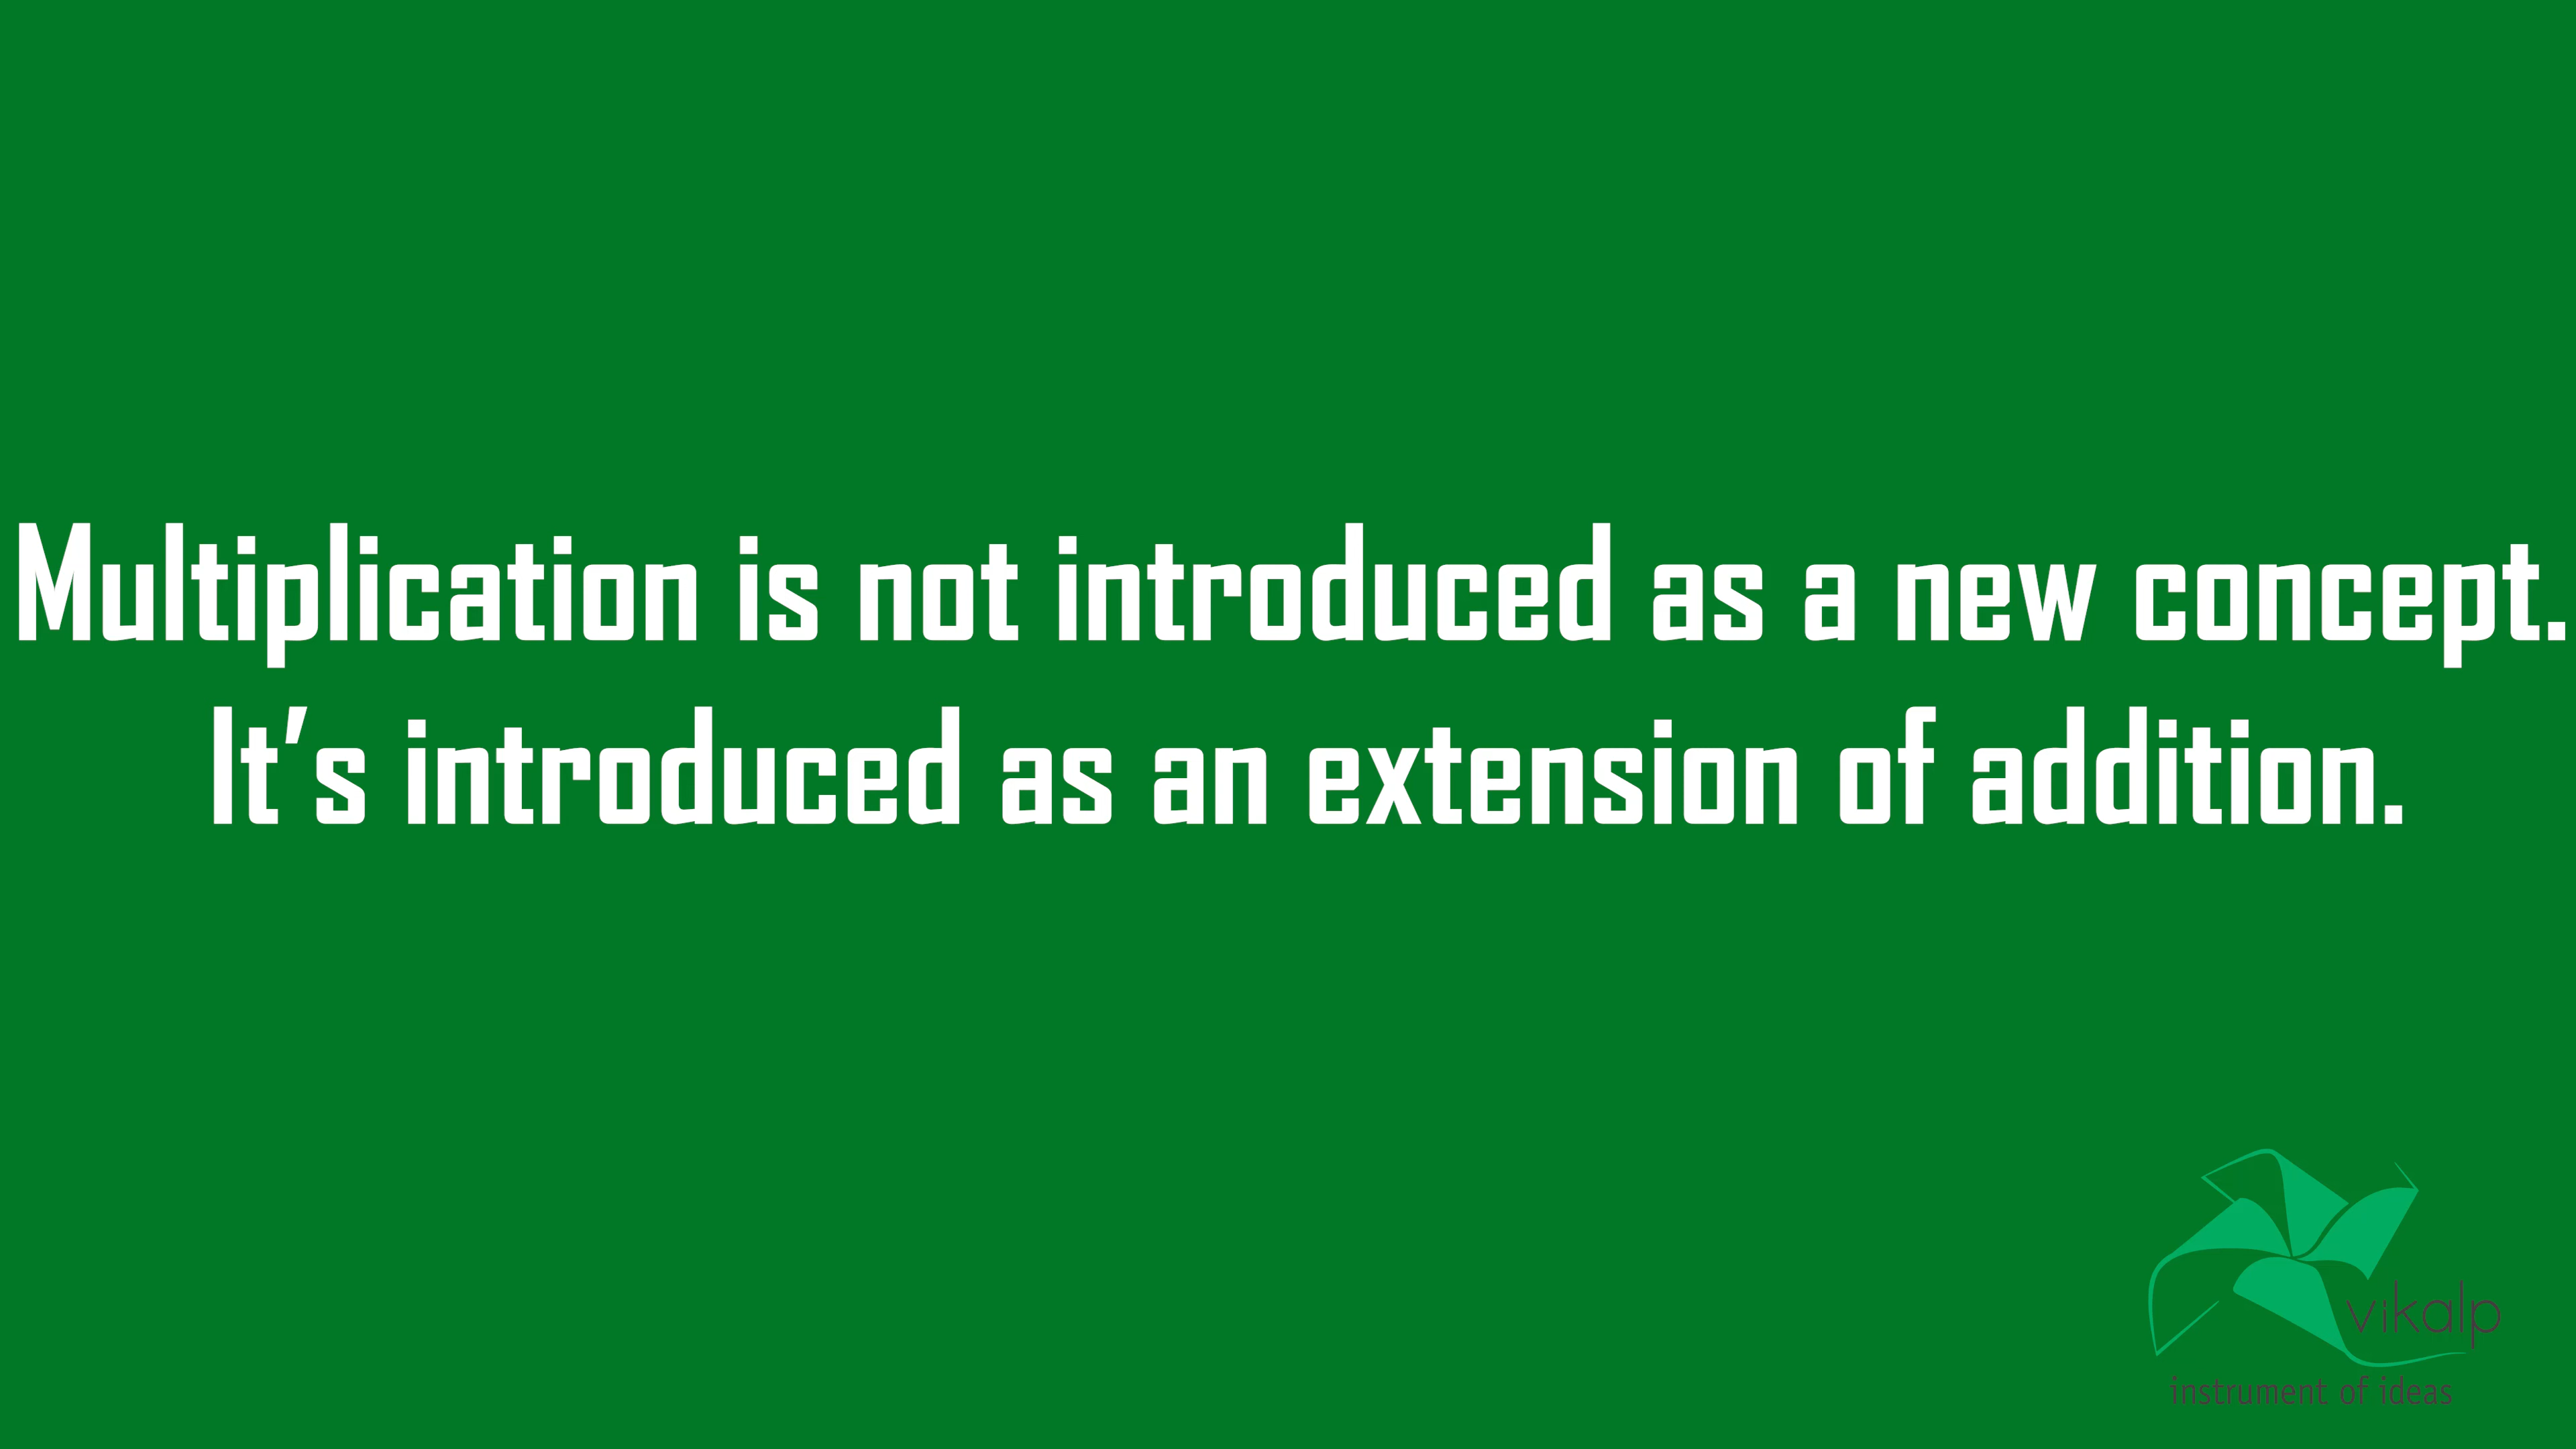 Multiplication is not introduced as a new concept.
It’s introduced as an extension of addition.
vikalp
instrument of ideas